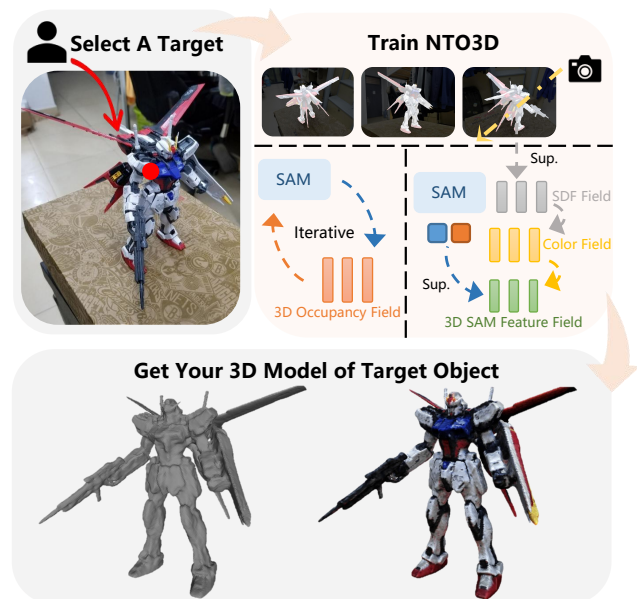 Select A Target
Train NTO3D
Sup.
SAM
SAM
SDF Field
Iterative
Color Field
Sup.
3D Occupancy Field
3D SAM Feature Field
Get Your 3D Model of Target Object